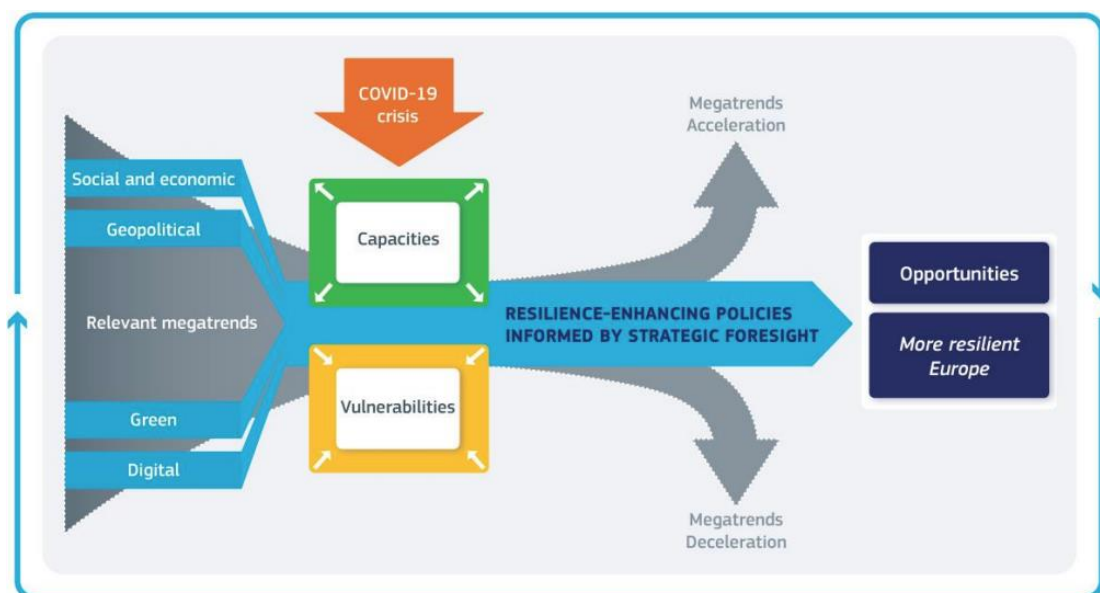 COVID-19
crisis
Megatrends
Acceleration
Social and economic
Geopolitical
Relevant megatrends
Green
Digital
Capacities
Vulnerabilities
RESILIENCE-ENHANCING POLICIES
INFORMED BY STRATEGIC FORESIGHT
Opportunities
More resilient
Europe
Megatrends
Deceleration